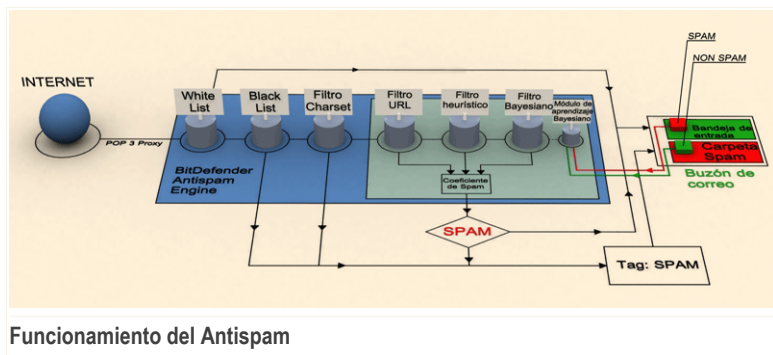 SPAM
NON SPAM
INTERNET
White
List
Black
List
Filtro
Charset
Filtro
URL
Filtro
heurístico
Filtro
Bayesiano
Módulo de
aprendizaje
Bayesiano
POP 3 Proxy
BitDefender
Antispam
Engine
Coeficiente
de Spam
Bandeja de
entrada
Carpeta
Spam
Buzón de
correo
SPAM
Tag: SPAM
Funcionamiento del Antispam